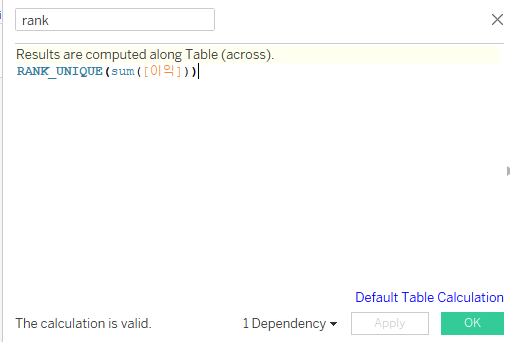 rank
Results are computed along Table (across).
RANK_UNIQUE(sum([이익]))
Default Table Calculation
The calculation is valid.
1 Dependency
Apply
OK